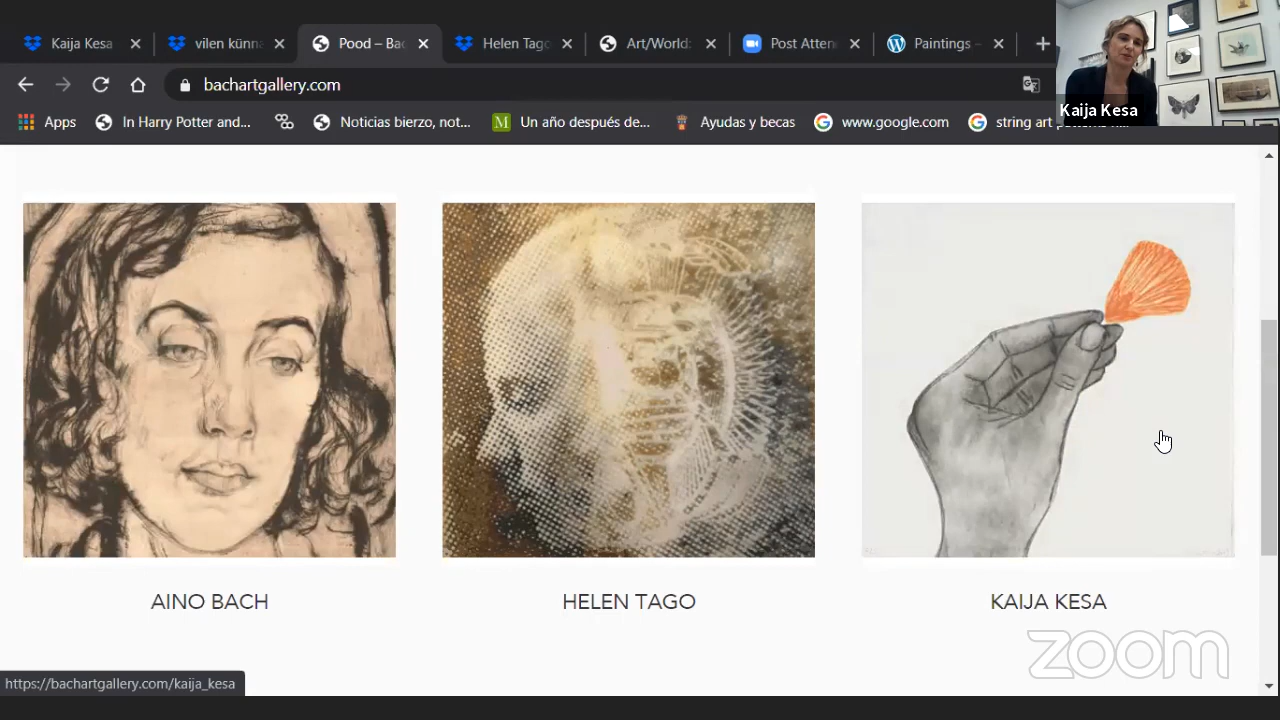 Kaija Kesa
vilen künna
Pood – Bac
Helen Tago
Art/World:
Post Atten
Paintings –
bachartgallery.com
Kaija Kesa
Apps
In Harry Potter and...
Noticias bierzo, not...
M
Un año después de...
Ayudas y becas
www.google.com
string art
AINO BACH
HELEN TAGO
KAIJA KESA
zoom
https://bachartgallery.com/kaija_kesa